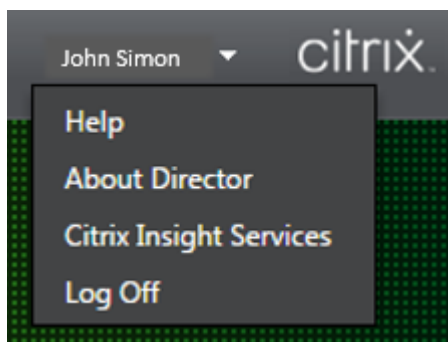 John Simon
citrix
Help
About Director
Citrix Insight Services
Log Off